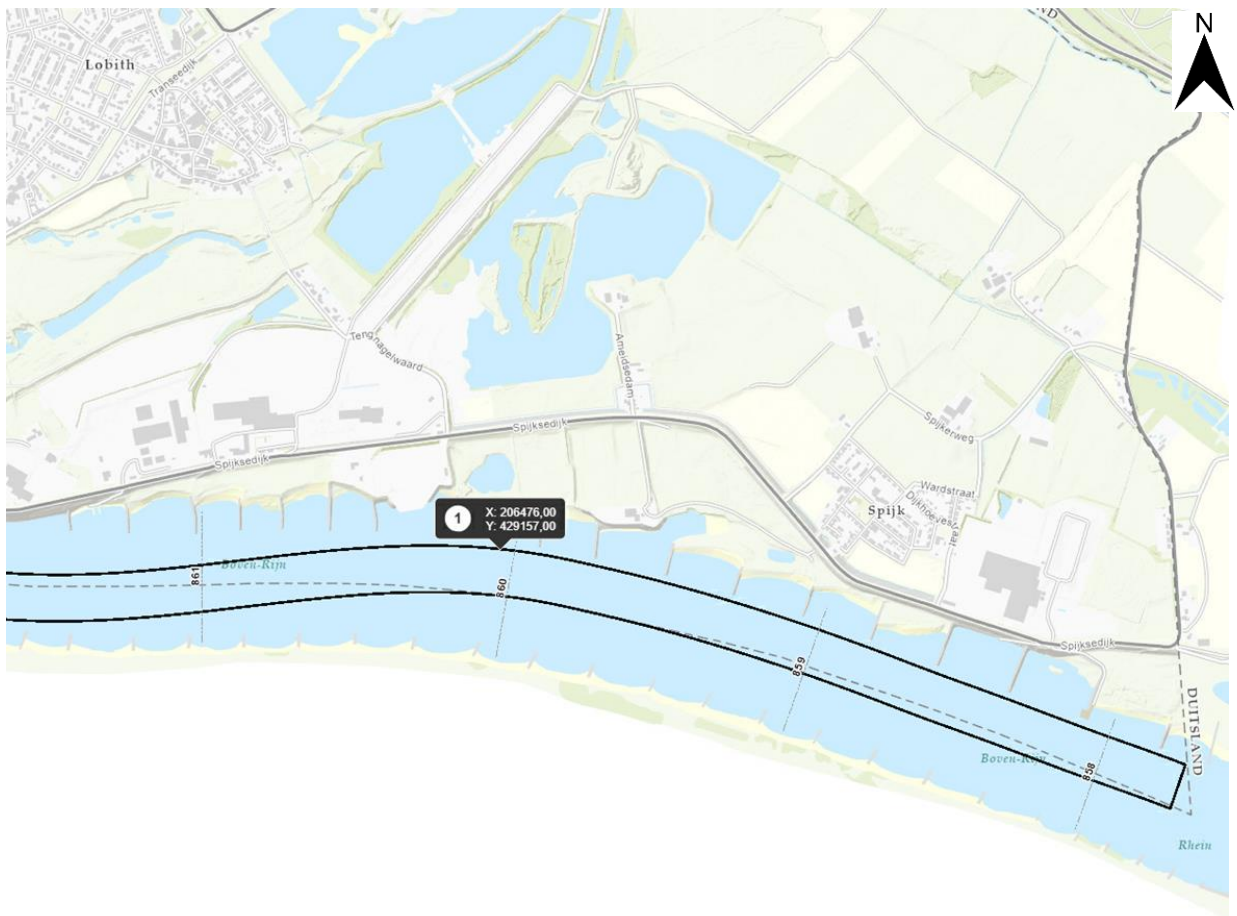 N
AND
Lobith
Transeedijk
Tengnagelwaard
Ameidsedam
Spijksedijk
Spijksedijk
Spijkerweg
Wardstraat
Dijkhoevestraat
Spijk
1
X: 206476,00
Y: 429157,00
Boven-Rijn
861
860
859
858
Spijksedijk
DUITSLAND
Boven-Rijn
Rhein